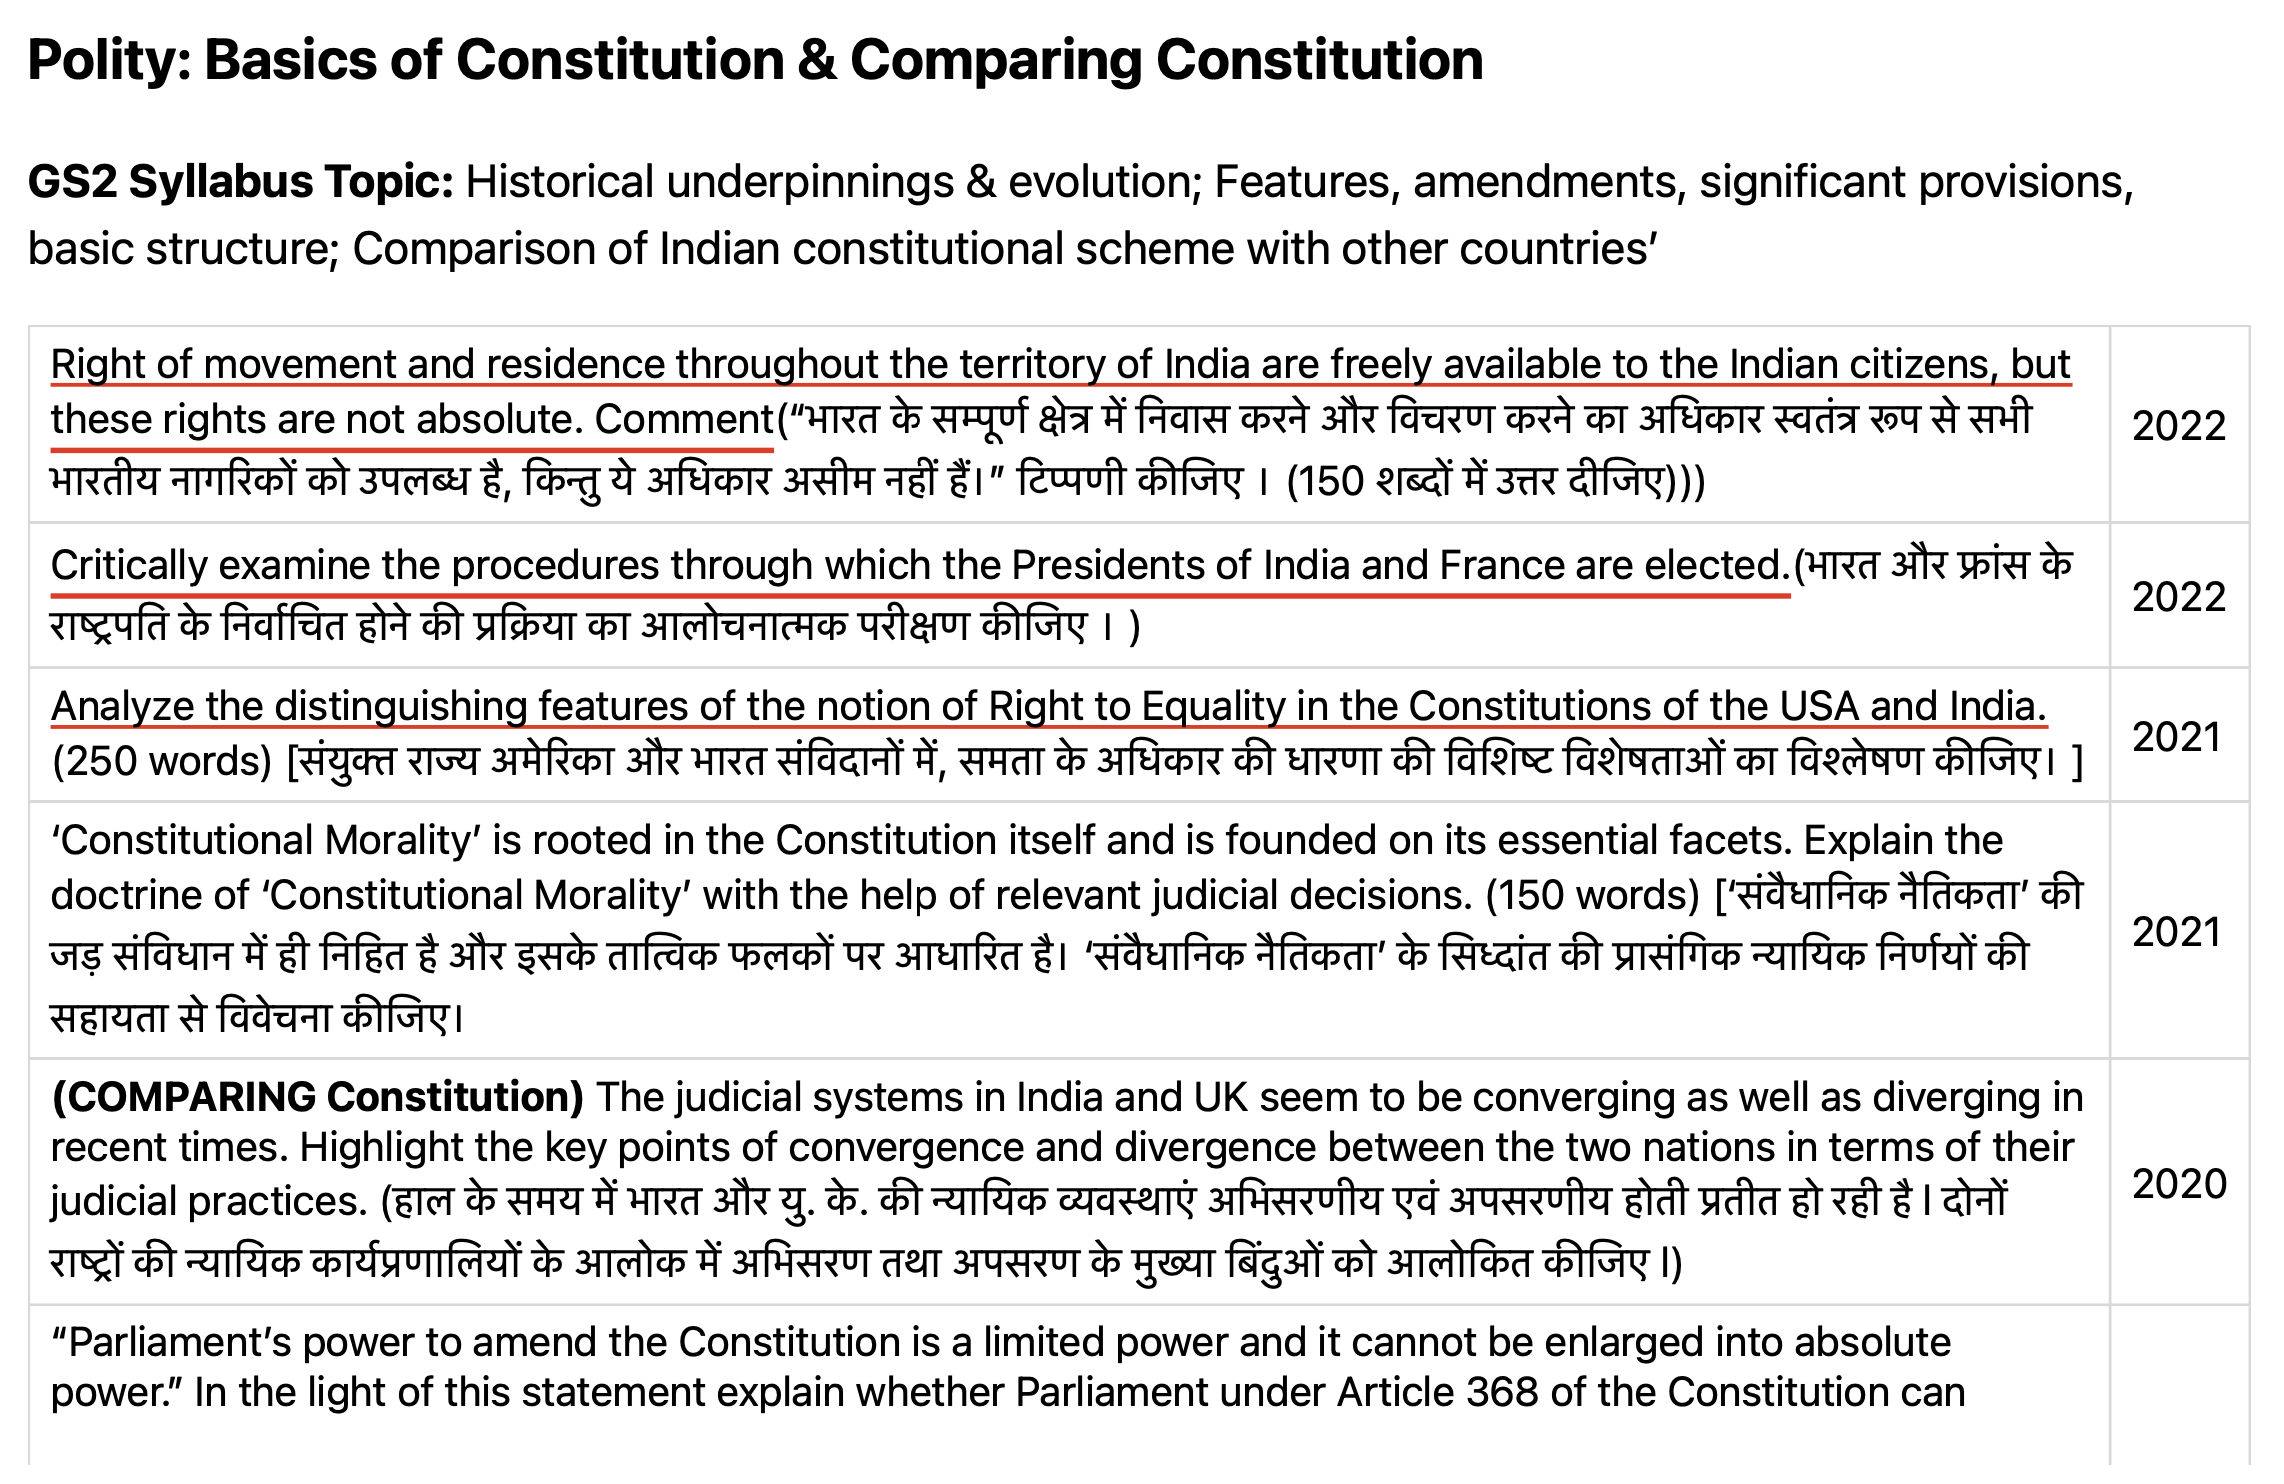 Polity: Basics of Constitution & Comparing Constitution
GS2 Syllabus Topic: Historical underpinnings & evolution; Features, amendments, significant provisions,
basic structure; Comparison of Indian constitutional scheme with other countries’
Right of movement and residence throughout the territory of India are freely available to the Indian citizens, but
these rights are not absolute. Comment(“भारत के सम्पूर्ण क्षेत्र में निवास करने और विचरण करने का अधिकार स्वतंत्र रूप से सभी
भारतीय नागरिकों को उपलब्ध है, किन्तु ये अधिकार असीम नहीं हैं।” टिप्पणी कीजिए । (150 शब्दों में उत्तर दीजिए)))
2022
Critically examine the procedures through which the Presidents of India and France are elected.(भारत और फ्रांस के
राष्ट्रपति के निर्वाचित होने की प्रक्रिया का आलोचनात्मक परीक्षण कीजिए । )
2022
Analyze the distinguishing features of the notion of Right to Equality in the Constitutions of the USA and India.
(250 words) [संयुक्त राज्य अमेरिका और भारत संविदानों में, समता के अधिकार की धारणा की विशिष्ट विशेषताओं का विश्लेषण कीजिए। ]
2021
‘Constitutional Morality’ is rooted in the Constitution itself and is founded on its essential facets. Explain the
doctrine of ‘Constitutional Morality’ with the help of relevant judicial decisions. (150 words) [‘संवैधानिक नैतिकता’ की
जड़ संविधान में ही निहित है और इसके तात्विक फलकों पर आधारित है। ‘संवैधानिक नैतिकता’ के सिध्दांत की प्रासंगिक न्यायिक निर्णयों की
सहायता से विवेचना कीजिए।
2021
(COMPARING Constitution) The judicial systems in India and UK seem to be converging as well as diverging in
recent times. Highlight the key points of convergence and divergence between the two nations in terms of their
judicial practices. (हाल के समय में भारत और यु. के. की न्यायिक व्यवस्थाएं अभिसरणीय एवं अपसरणीय होती प्रतीत हो रही है l दोनों
राष्ट्रों की न्यायिक कार्यप्रणालियों के आलोक में अभिसरण तथा अपसरण के मुख्या बिंदुओं को आलोकित कीजिए l)
2020
“Parliament’s power to amend the Constitution is a limited power and it cannot be enlarged into absolute
power.” In the light of this statement explain whether Parliament under Article 368 of the Constitution can